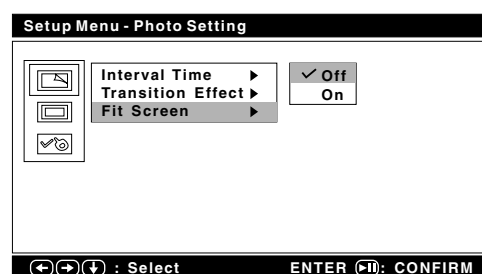 Setup Menu - Photo Setting
Interval Time
Transition Effect
Fit Screen
Off
On
: Select
ENTER : CONFIRM